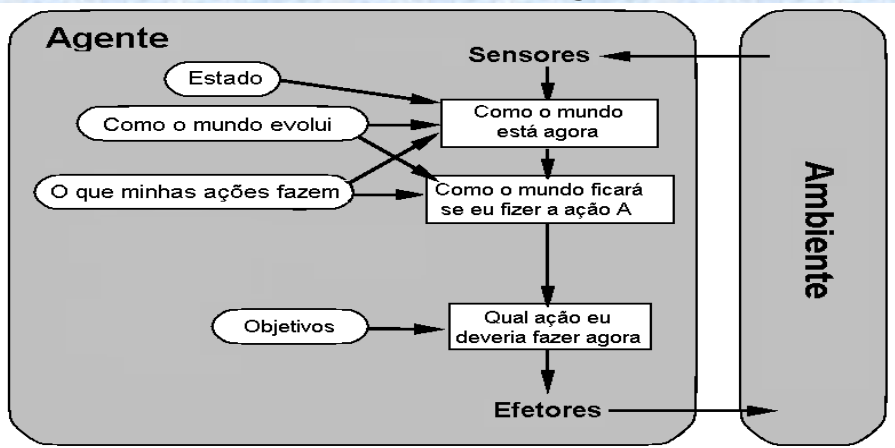 Agente
Sensores
Estado
Como o mundo
está agora
Como o mundo evolui
O que minhas ações fazem
Como o mundo ficará
se eu fizer a ação A
Ambiente
Objetivos
Qual ação eu
deveria fazer agora
Efetores